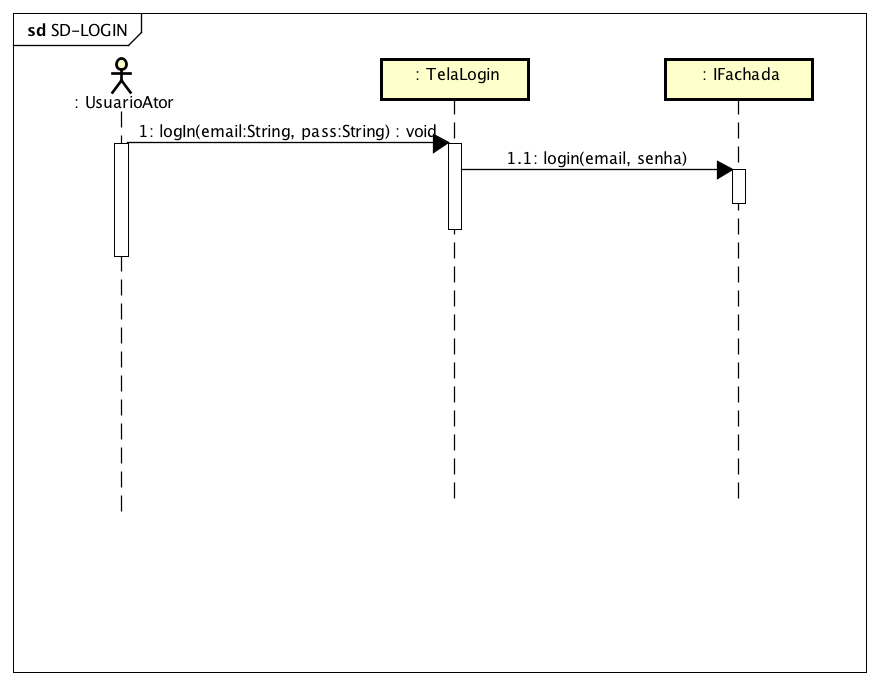 sd SD-LOGIN
: UsuarioAtor
: TelaLogin
: IFachada
1: logIn(email:String, pass:String) : void
1.1: login(email, senha)